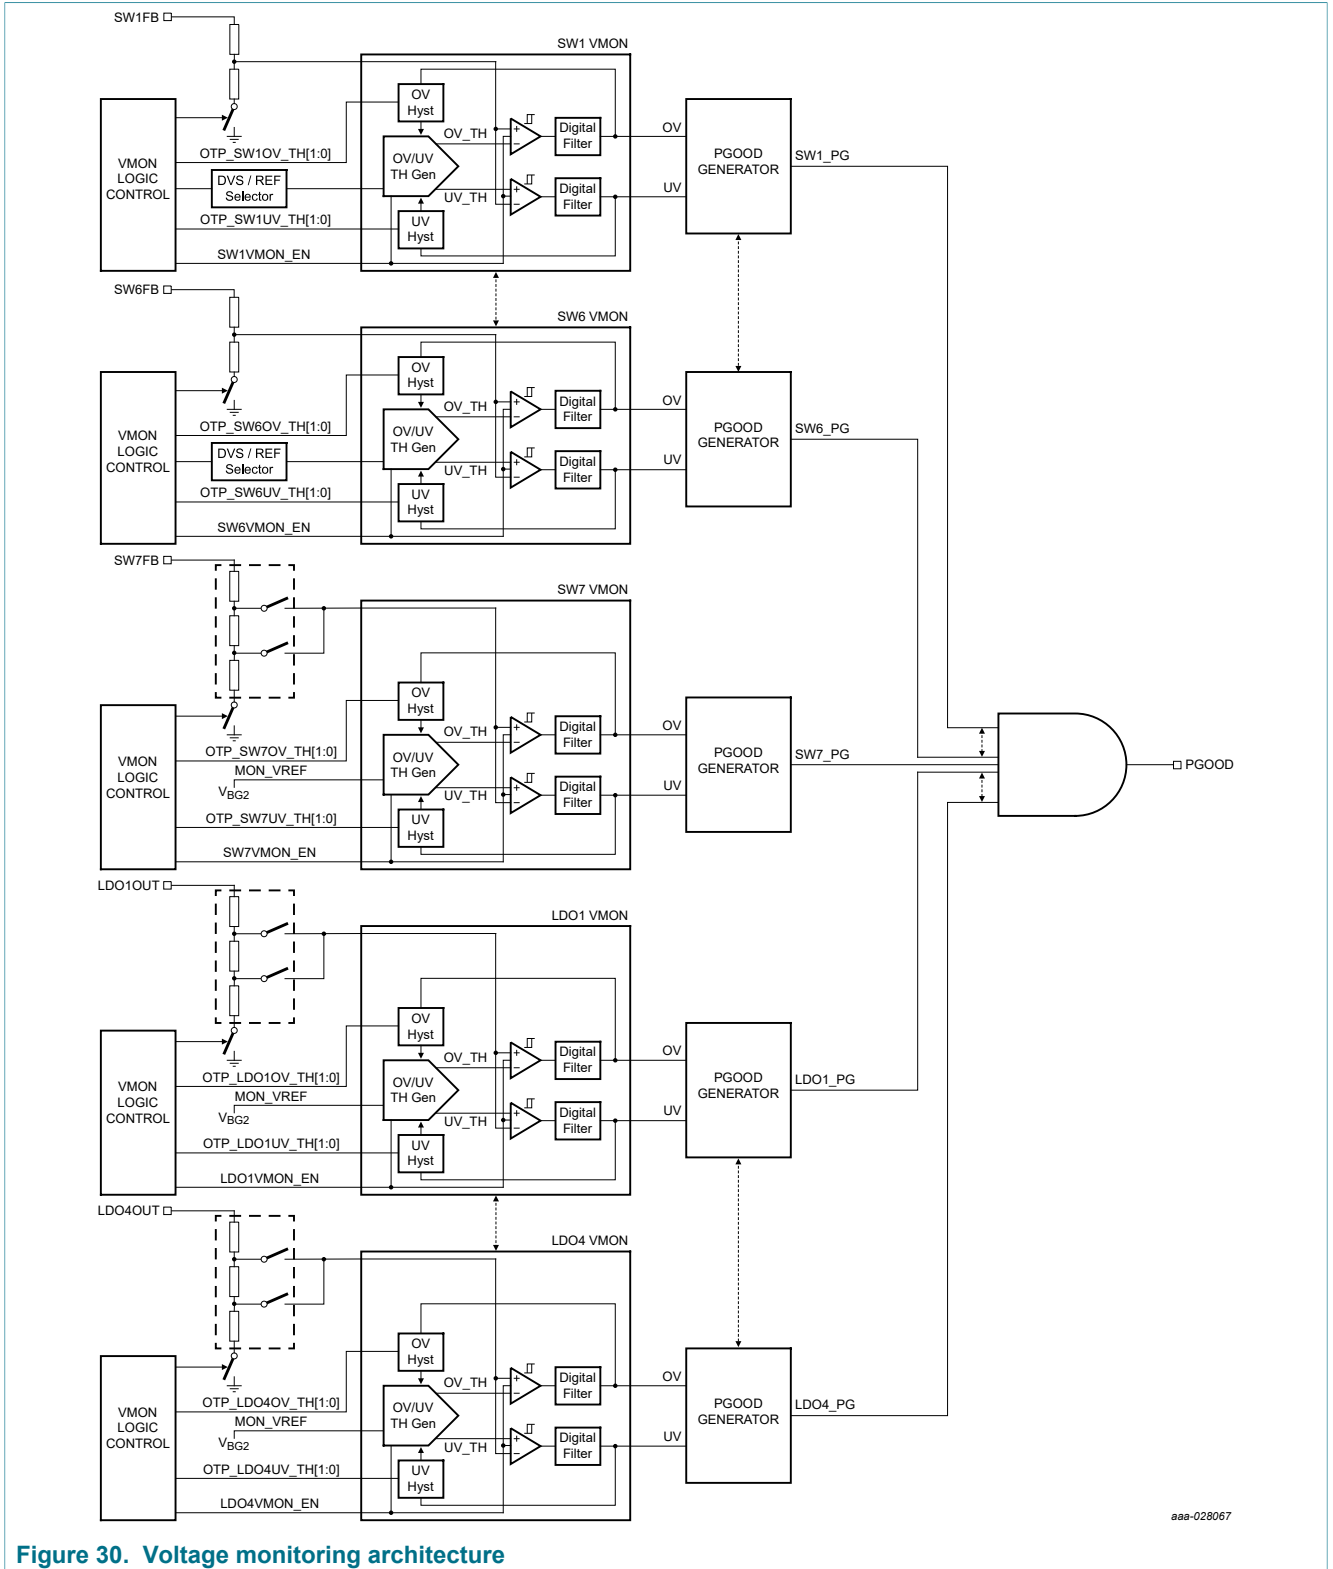 SW1FB
SW1 VMON
VMON
LOGIC
CONTROL
OTP_SW1OV_TH[1:0]
DVS / REF
Selector
OTP_SW1UV_TH[1:0]
SW1VMON_EN
OV
Hyst
OV/UV
TH Gen
UV
Hyst
OV_TH
UV_TH
+
−
+
−
Digital
Filter
Digital
Filter
OV
UV
PGOOD
GENERATOR
SW1_PG
SW6FB
SW6 VMON
VMON
LOGIC
CONTROL
OTP_SW6OV_TH[1:0]
DVS / REF
Selector
OTP_SW6UV_TH[1:0]
SW6VMON_EN
OV
Hyst
OV/UV
TH Gen
UV
Hyst
OV_TH
UV_TH
+
−
+
−
Digital
Filter
Digital
Filter
OV
UV
PGOOD
GENERATOR
SW6_PG
SW7FB
SW7 VMON
VMON
LOGIC
CONTROL
OTP_SW7OV_TH[1:0]
MON_VREF
VBG2
OTP_SW7UV_TH[1:0]
SW7VMON_EN
OV
Hyst
OV/UV
TH Gen
UV
Hyst
OV_TH
UV_TH
+
−
+
−
Digital
Filter
Digital
Filter
OV
UV
PGOOD
GENERATOR
SW7_PG
PGOOD
LDO1OUT
LDO1 VMON
VMON
LOGIC
CONTROL
OTP_LDO1OV_TH[1:0]
MON_VREF
VBG2
OTP_LDO1UV_TH[1:0]
LDO1VMON_EN
OV
Hyst
OV/UV
TH Gen
UV
Hyst
OV_TH
UV_TH
+
−
+
−
Digital
Filter
Digital
Filter
OV
UV
PGOOD
GENERATOR
LDO1_PG
LDO4OUT
LDO4 VMON
VMON
LOGIC
CONTROL
OTP_LDO4OV_TH[1:0]
MON_VREF
VBG2
OTP_LDO4UV_TH[1:0]
LDO4VMON_EN
OV
Hyst
OV/UV
TH Gen
UV
Hyst
OV_TH
UV_TH
+
−
+
−
Digital
Filter
Digital
Filter
OV
UV
PGOOD
GENERATOR
LDO4_PG
aaa-028067
Figure 30. Voltage monitoring architecture